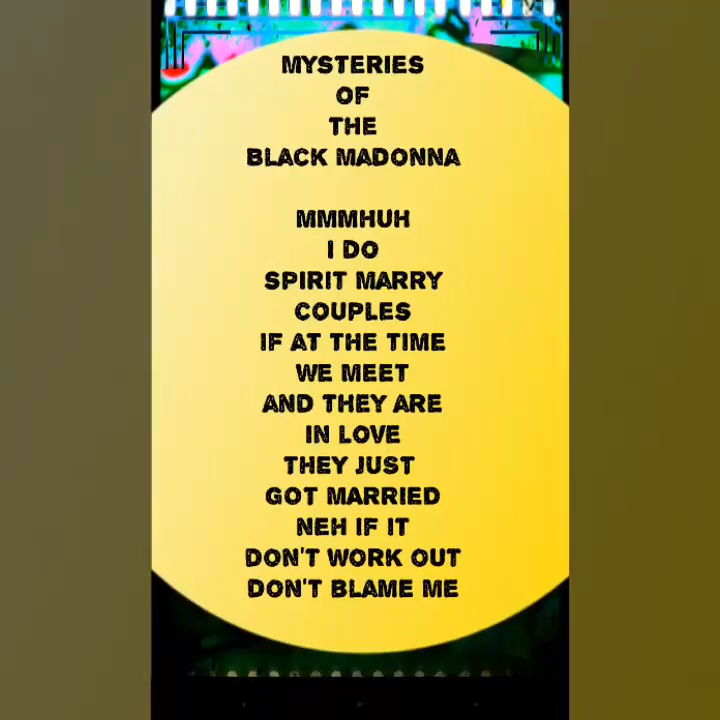 MYSTERIES
OF
THE
BLACK MADONNA
MMMHUH
I DO
SPIRIT MARRY
COUPLES
IF AT THE TIME
WE MEET
AND THEY ARE
IN LOVE
THEY JUST
GOT MARRIED
NEH IF IT
DON'T WORK OUT
DON'T BLAME ME